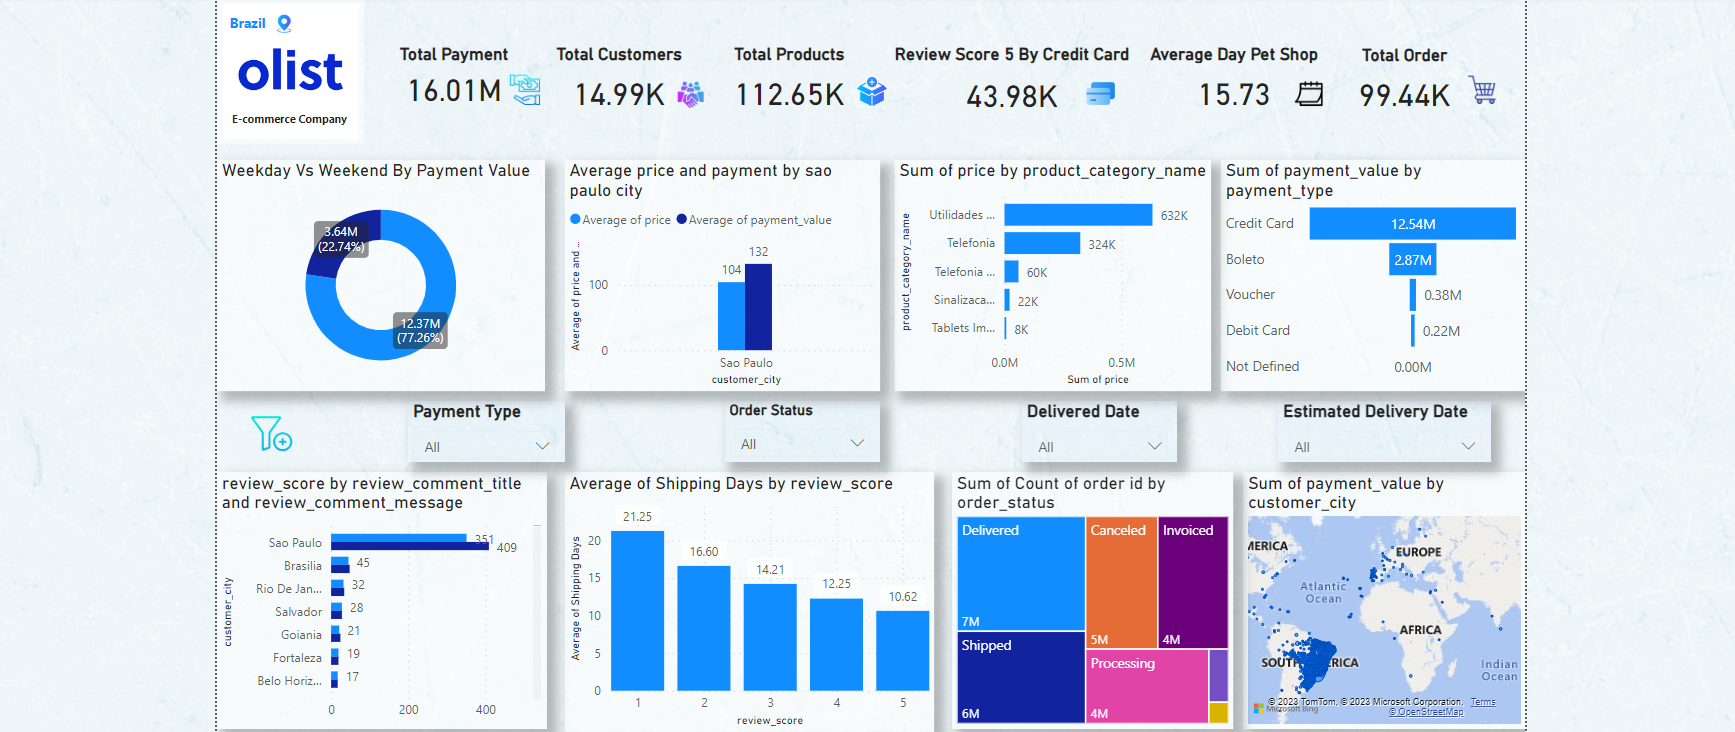 Brazil
olist
E-commerce Company
Total Payment
16.01M
Total Customers
14.99K
Total Products
112.65K
Review Score 5 By Credit Card
43.98K
Average Day Pet Shop
15.73
Total Order
99.44K
Weekday Vs Weekend By Payment Value
3.64M
(22.74%)
12.37M
(77.26%)
Average price and payment by sao
paulo city
Average of price
Average of payment_value
Average of price and ...
100
0
104
132
Sao Paulo
customer_city
Sum of price by product_category_name
product_category_name
Utilidades ...
632K
Telefonia
324K
Telefonia ...
60K
Sinalizaca...
22K
Tablets Im...
8K
0.0M
0.5M
Sum of price
Sum of payment_value by
payment_type
Credit Card
12.54M
Boleto
2.87M
Voucher
0.38M
Debit Card
0.22M
Not Defined
0.00M
Payment Type
All
Order Status
All
Delivered Date
All
Estimated Delivery Date
All
review_score by review_comment_title
and review_comment_message
customer_city
Sao Paulo
351
409
Brasilia
45
Rio De Jan...
32
Salvador
28
Goiania
21
Fortaleza
19
Belo Horiz...
17
0
200
400
Average of Shipping Days by review_score
Average of Shipping Days
20
15
10
5
0
21.25
16.60
14.21
12.25
10.62
1
2
3
4
5
review_score
Sum of Count of order id by
order_status
Delivered
7M
Shipped
6M
Canceled
5M
Invoiced
4M
Processing
4M
Sum of payment_value by
customer_city
MERICA
EUROPE
Atlantic
Ocean
AFRICA
SOUTH RICA
Indian
Ocean
© 2023 TomTom, © 2023 Microsoft Corporation,
Terms
Microsoft Bing
© OpenStreetMap